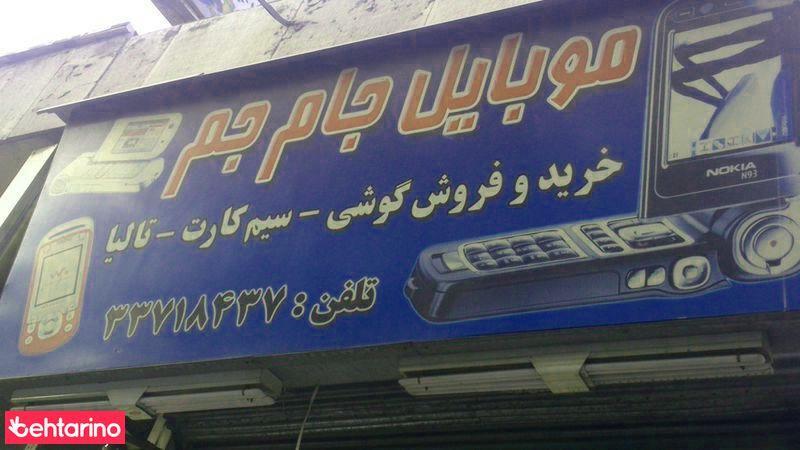 موبایل جام جم
خرید و فروش گوشی - سیم کارت - تالیا
تلفن : ۳۳۷۱۸۴۳۷
NOKIA
N93
behtarino